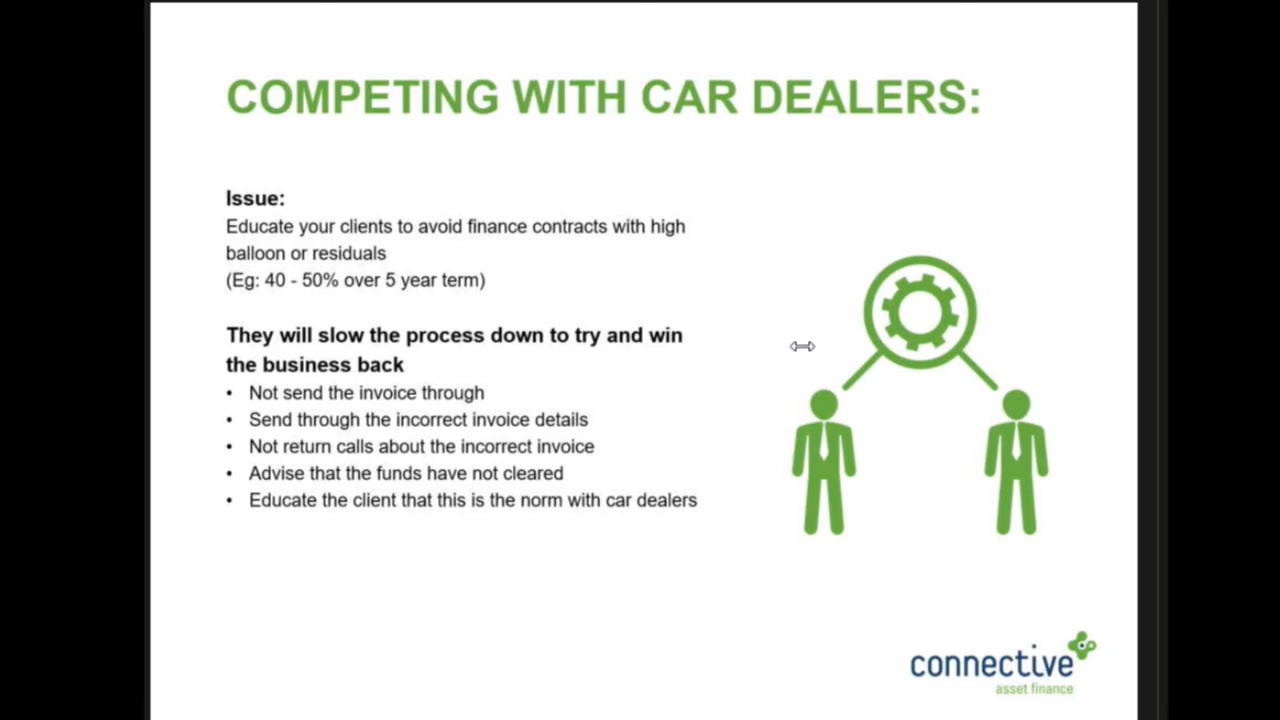 COMPETING WITH CAR DEALERS:
Issue:
Educate your clients to avoid finance contracts with high
balloon or residuals
(Eg: 40 - 50% over 5 year term)
They will slow the process down to try and win
the business back
• Not send the invoice through
• Send through the incorrect invoice details
• Not return calls about the incorrect invoice
• Advise that the funds have not cleared
• Educate the client that this is the norm with car dealers
connective
asset finance